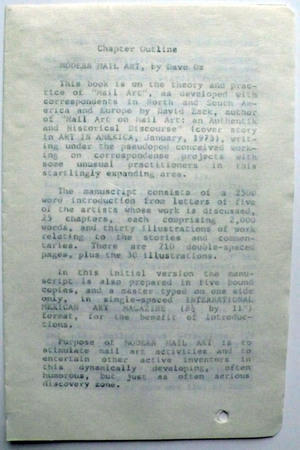 Chapter Outline
MODERN MAIL ART, by Dave Oz
This book is on the theory and prac-
tice of "Mail Art", as developed with
correspondents in North and South Am-
erica and Europe by David Zack, author
of "Mail Art on Mail Art: an Authentic
and Historical Discourse" (cover story
in ART IN AMERICA, January, 1973), writ-
ing under the pseudopod conceived work-
ing on correspondence projects with
some unusual practitioners in this
startlingly expanding area.
The manuscript consists of a 2500
word introduction from letters of five
of the artists whose work is discussed,
25 chapters, each comprising 2,000
words, and thirty illustrations of work
relating to the stories and commen-
taries. There are 210 double-spaced
pages, plus the 30 illustrations.
In this initial version the manu-
script is also prepared in five bound
copies, and a master typed on one side
only, in single-spaced INTERNATIONAL
MEXICAN ART MAGAZINE (8½ by 11")
format, for the benefit of introduc-
tions.
Purpose of MODERN MAIL ART is to
stimulate mail art activities and to
entertain other active inventors in
this dynamically developing, often
humorous, but just as often serious
discovery zone.